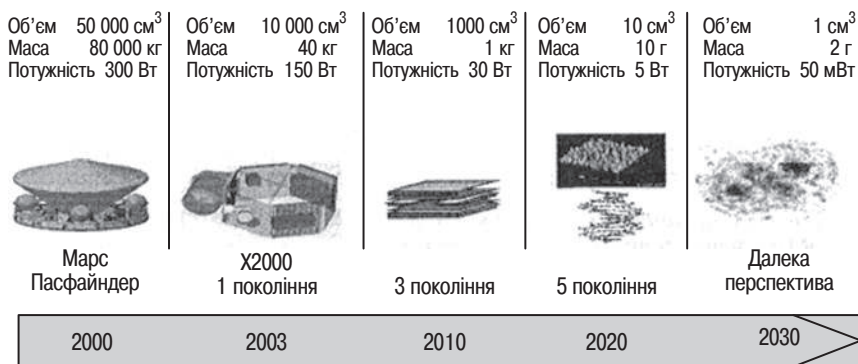 Об’єм 50 000 см³
Маса 80 000 кг
Потужність 300 Вт
Об’єм 10 000 см³
Маса 40 кг
Потужність 150 Вт
Об’єм 1000 см³
Маса 1 кг
Потужність 30 Вт
Об’єм 10 см³
Маса 10 г
Потужність 5 Вт
Об’єм 1 см³
Маса 2 г
Потужність 50 мВт
Марс
Пасфайндер
X2000
1 покоління
3 покоління
5 покоління
Далека
перспектива
2000
2003
2010
2020
2030